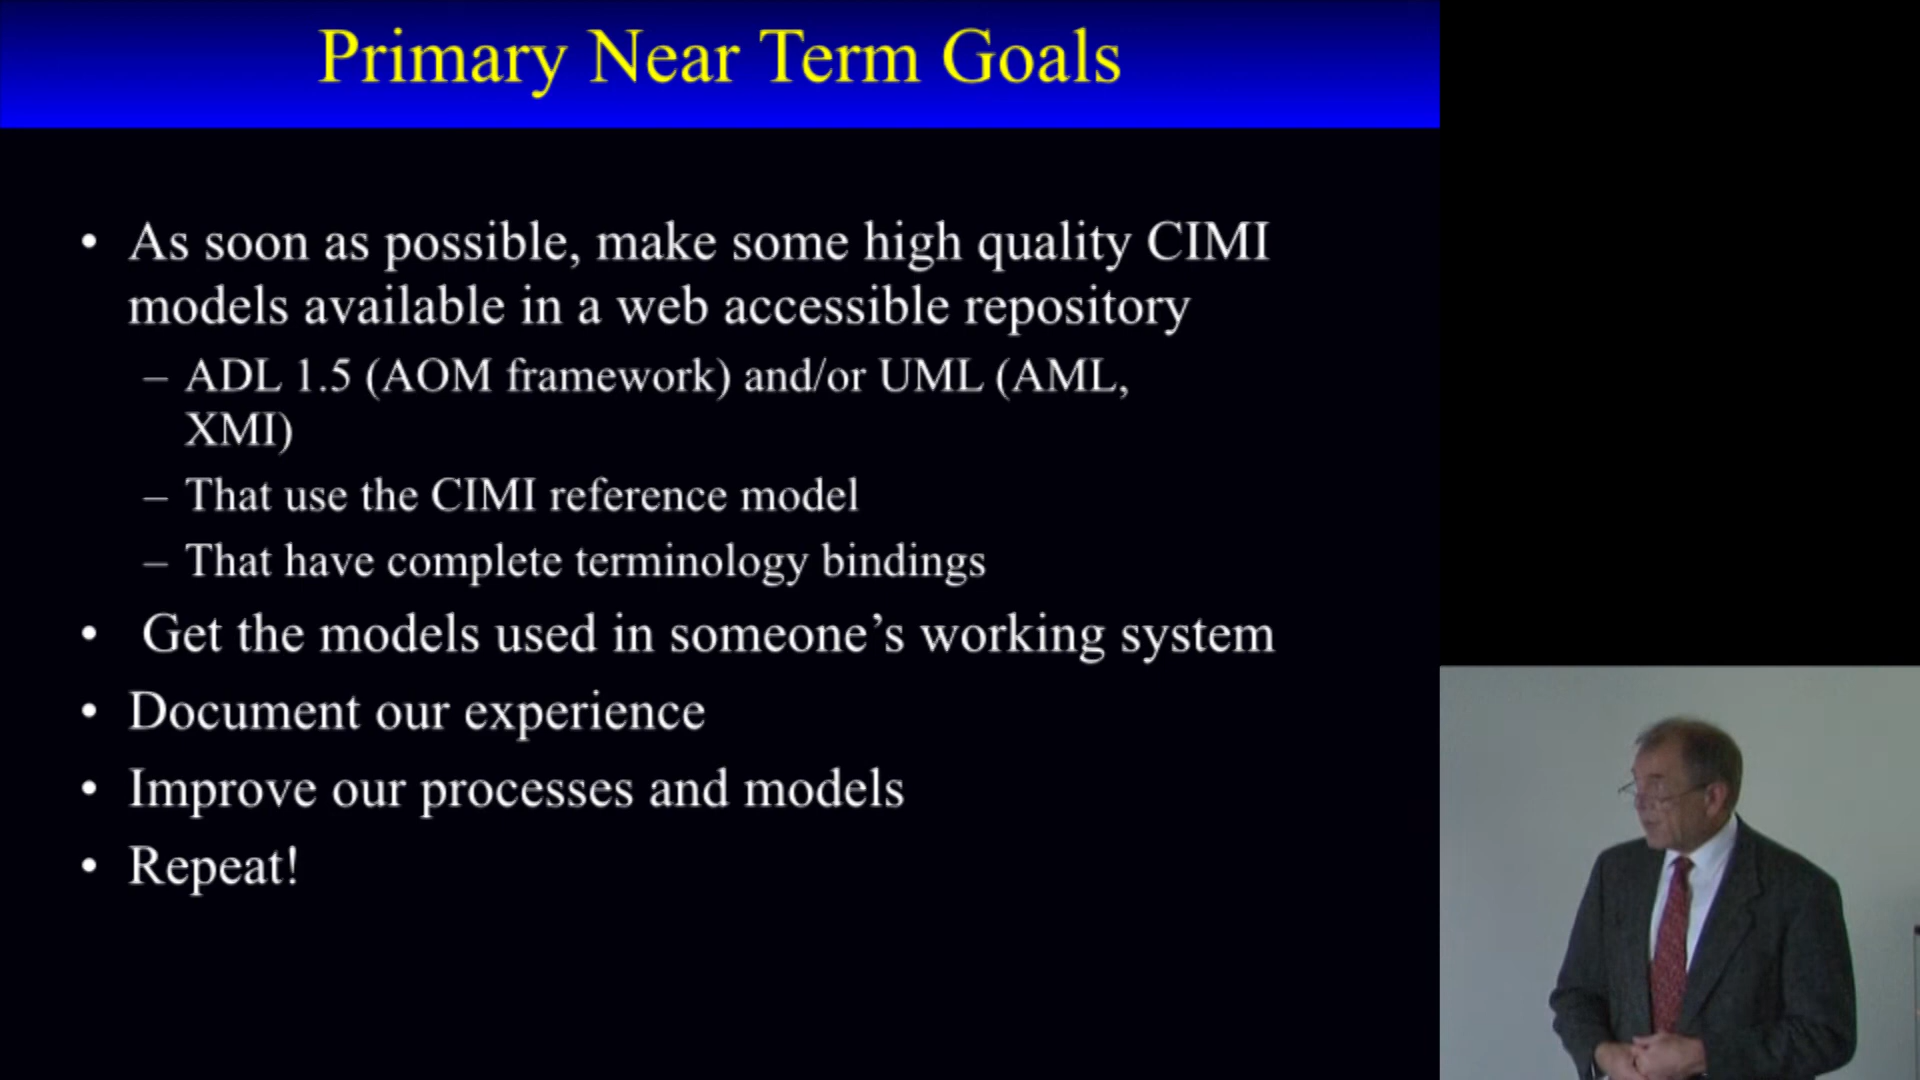 Primary Near Term Goals
• As soon as possible, make some high quality CIMI
models available in a web accessible repository
– ADL 1.5 (AOM framework) and/or UML (AML,
XMI)
– That use the CIMI reference model
– That have complete terminology bindings
• Get the models used in someone’s working system
• Document our experience
• Improve our processes and models
• Repeat!